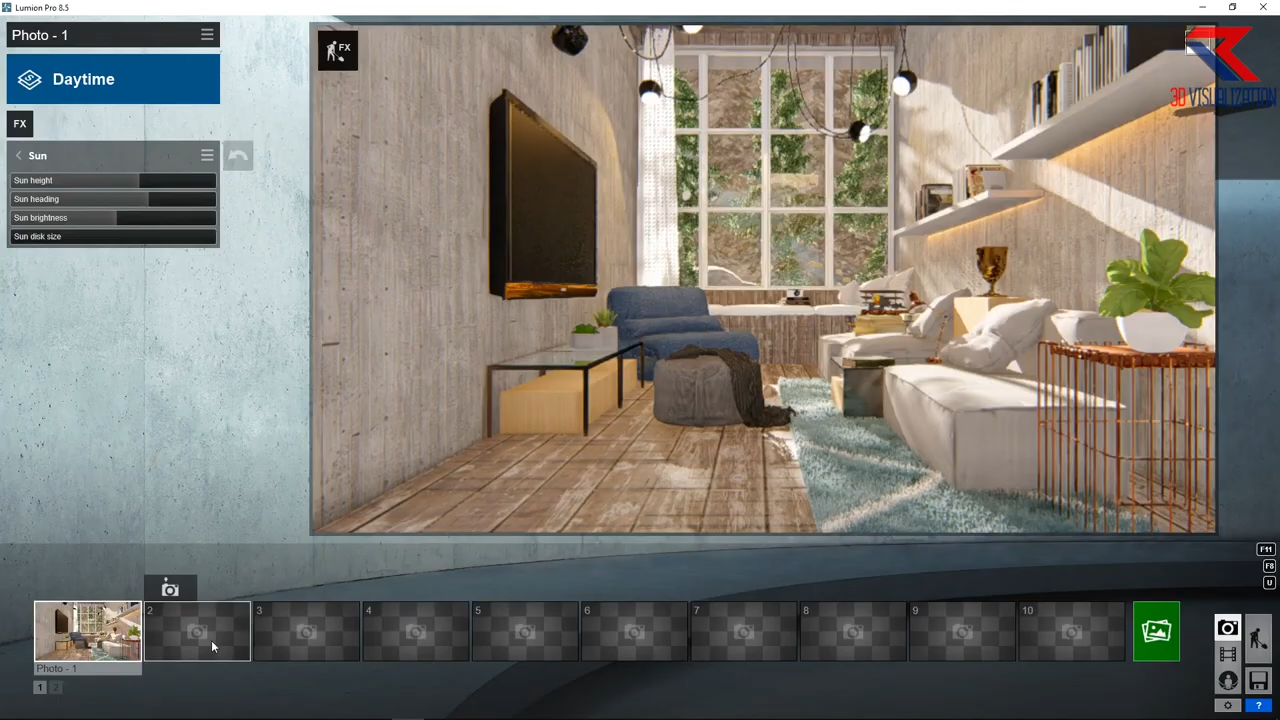 Lumion Pro 8.5
Photo - 1
FX
Daytime
3D VISUALIZATION
FX
Sun
Sun height
Sun heading
Sun brightness
Sun disk size
F11
F8
U
2
3
4
5
6
7
8
9
10
Photo - 1
1
2
?